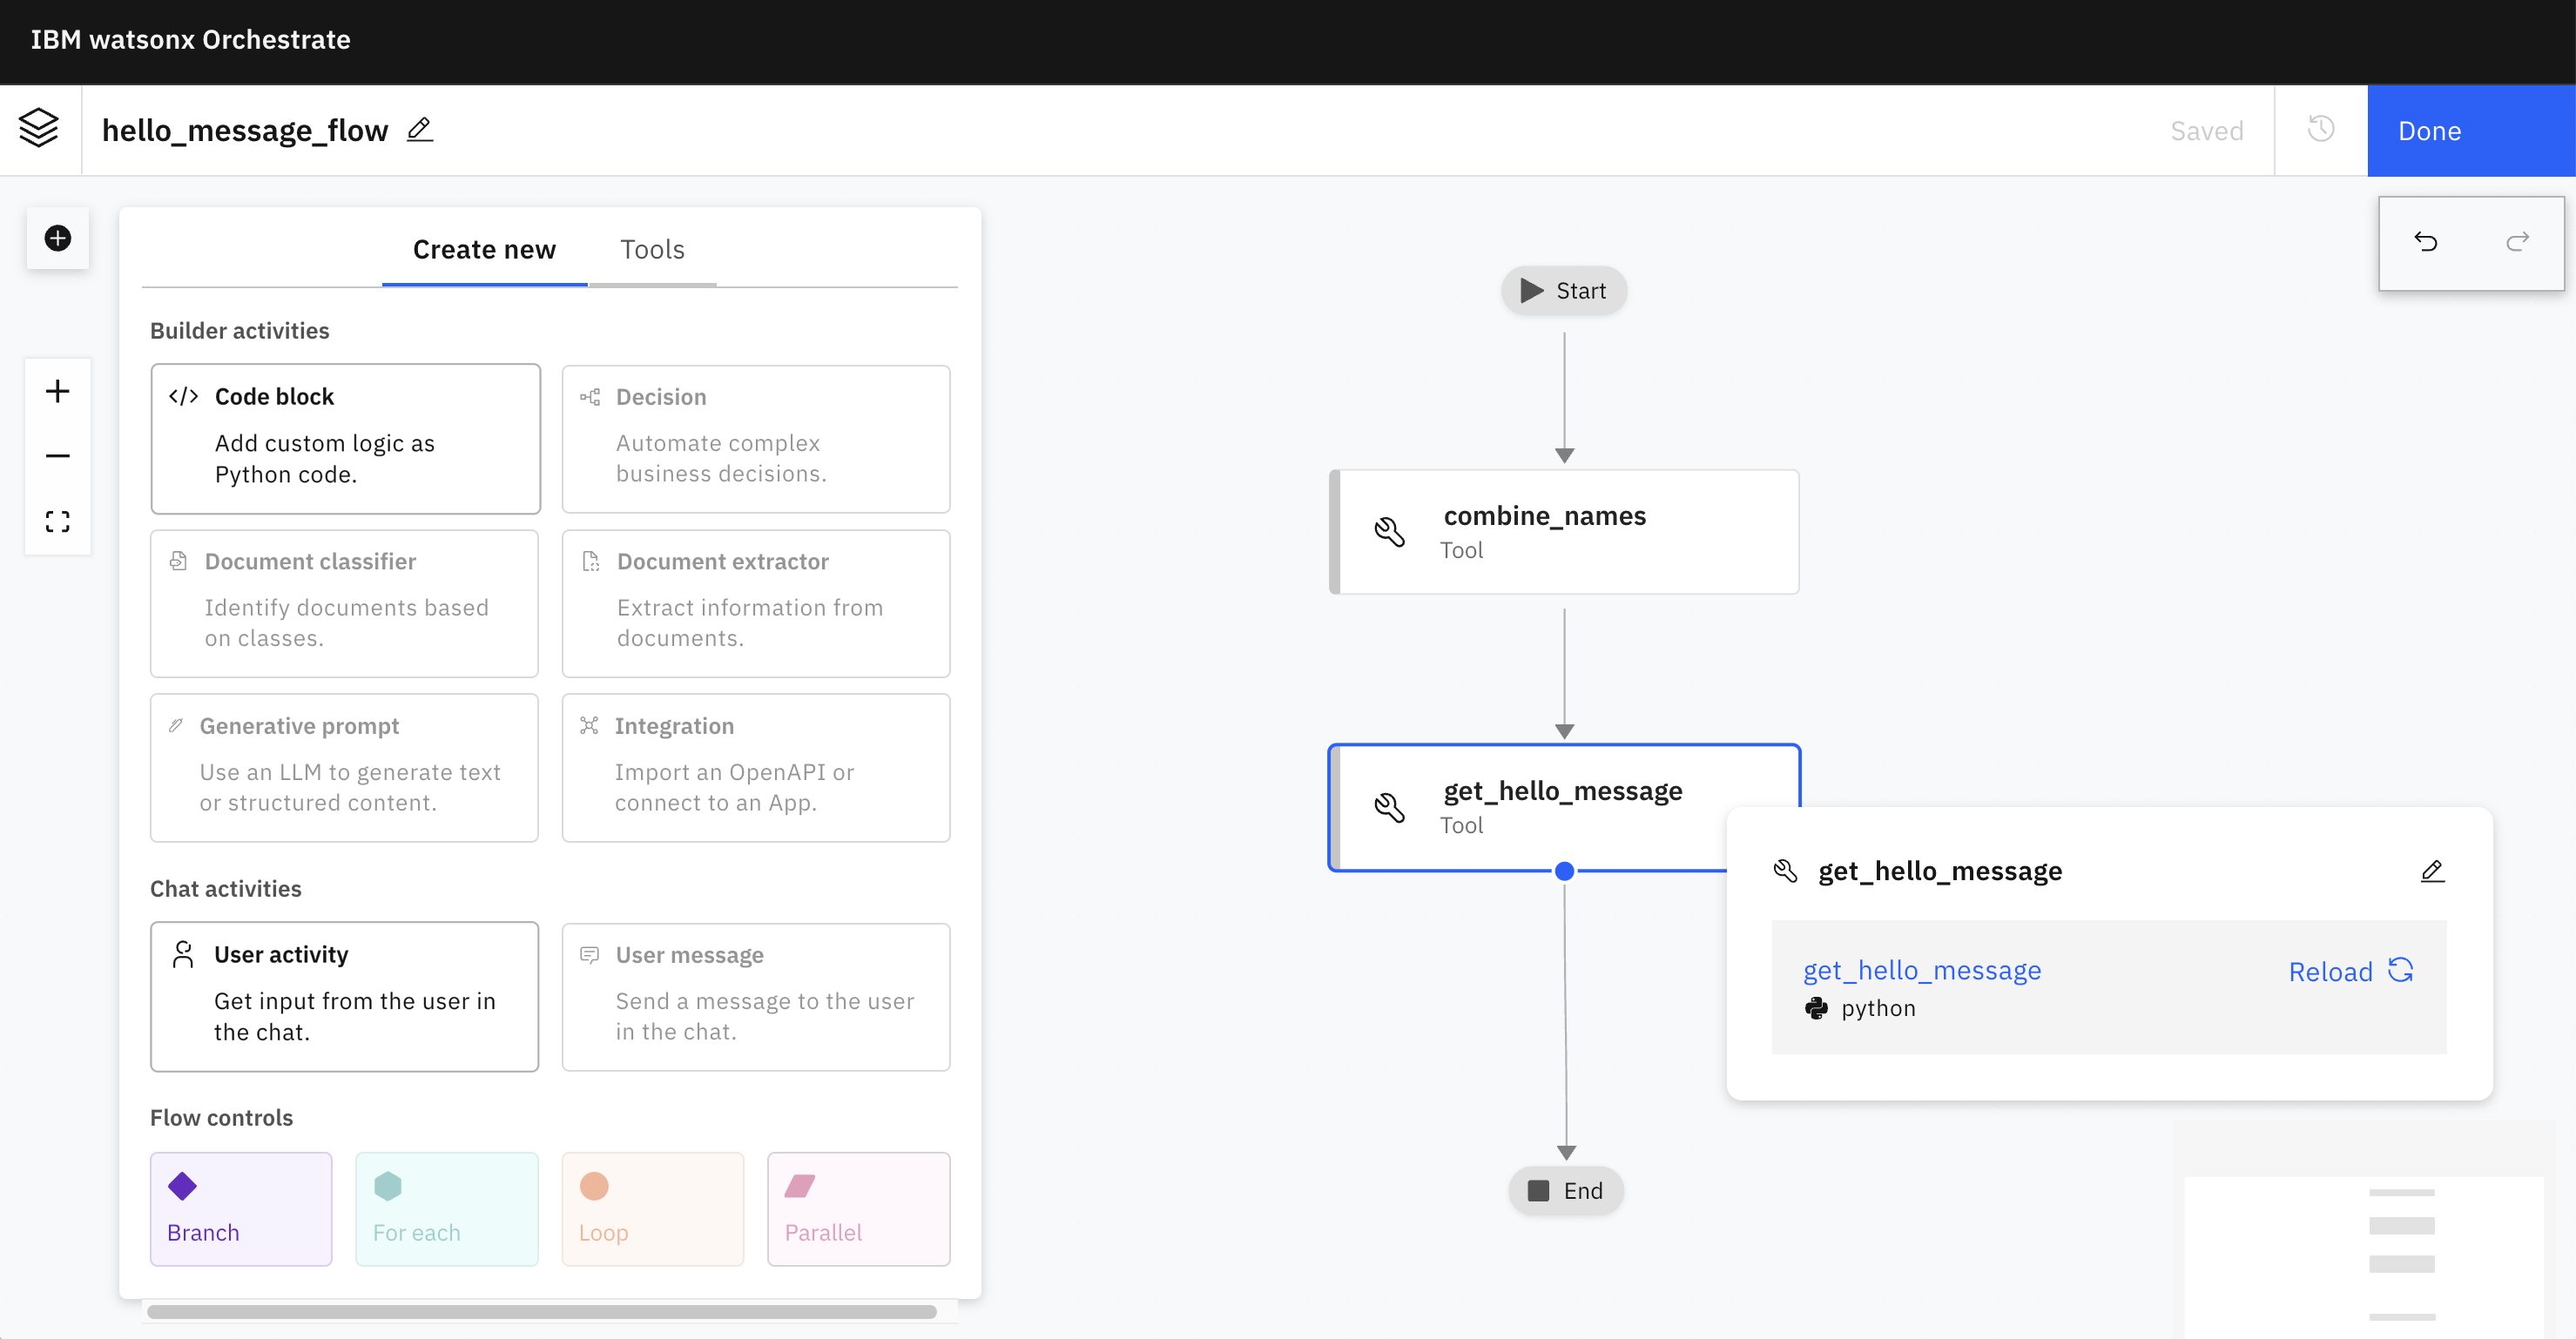 IBM watsonx Orchestrate
hello_message_flow
Saved
Done
Create new
Tools
Builder activities
Code block
Add custom logic as
Python code.
Decision
Automate complex
business decisions.
Document classifier
Identify documents based
on classes.
Document extractor
Extract information from
documents.
Generative prompt
Use an LLM to generate text
or structured content.
Integration
Import an OpenAPI or
connect to an App.
Chat activities
User activity
Get input from the user in
the chat.
User message
Send a message to the user
in the chat.
Flow controls
Branch
For each
Loop
Parallel
Start
combine_names
Tool
get_hello_message
Tool
get_hello_message
get_hello_message
Reload
python
End